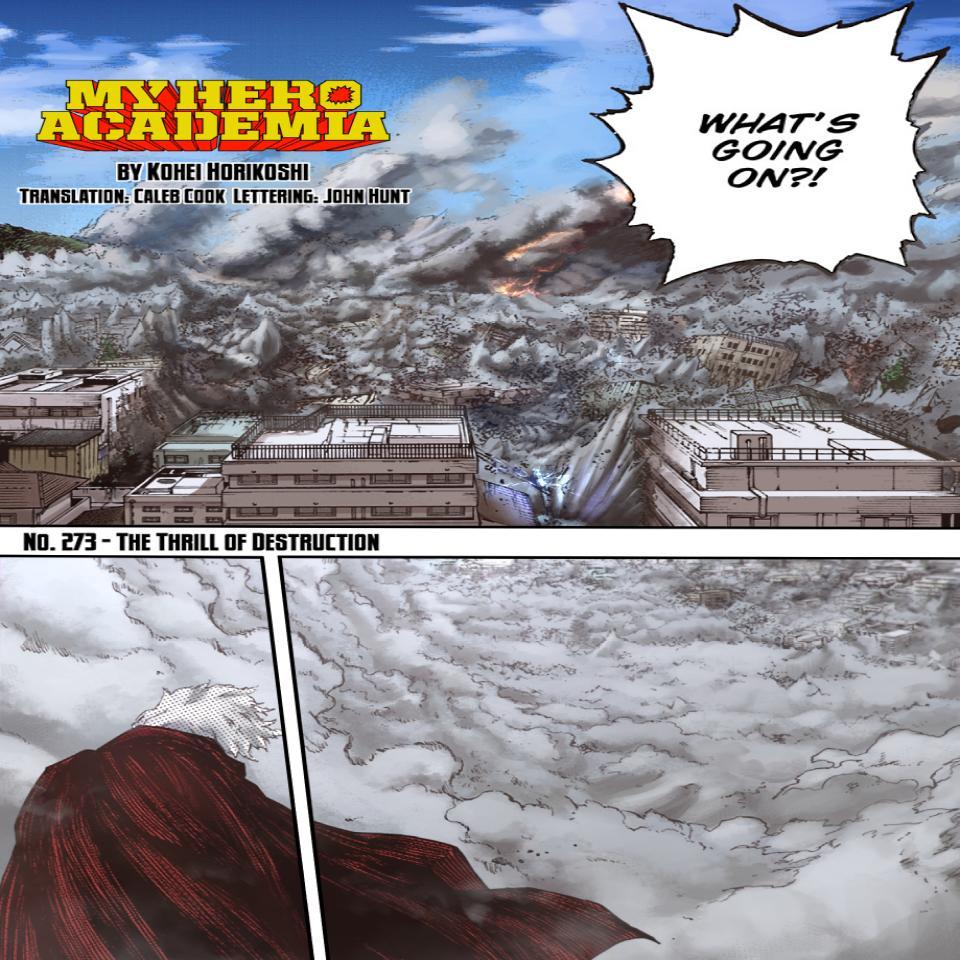 MY HERO
ACADEMIA
BY KOHEI HORIKOSHI
TRANSLATION: CALEB COOK LETTERING: JOHN HUNT
WHAT'S
GOING
ON?!
NO. 273 - THE THRILL OF DESTRUCTION